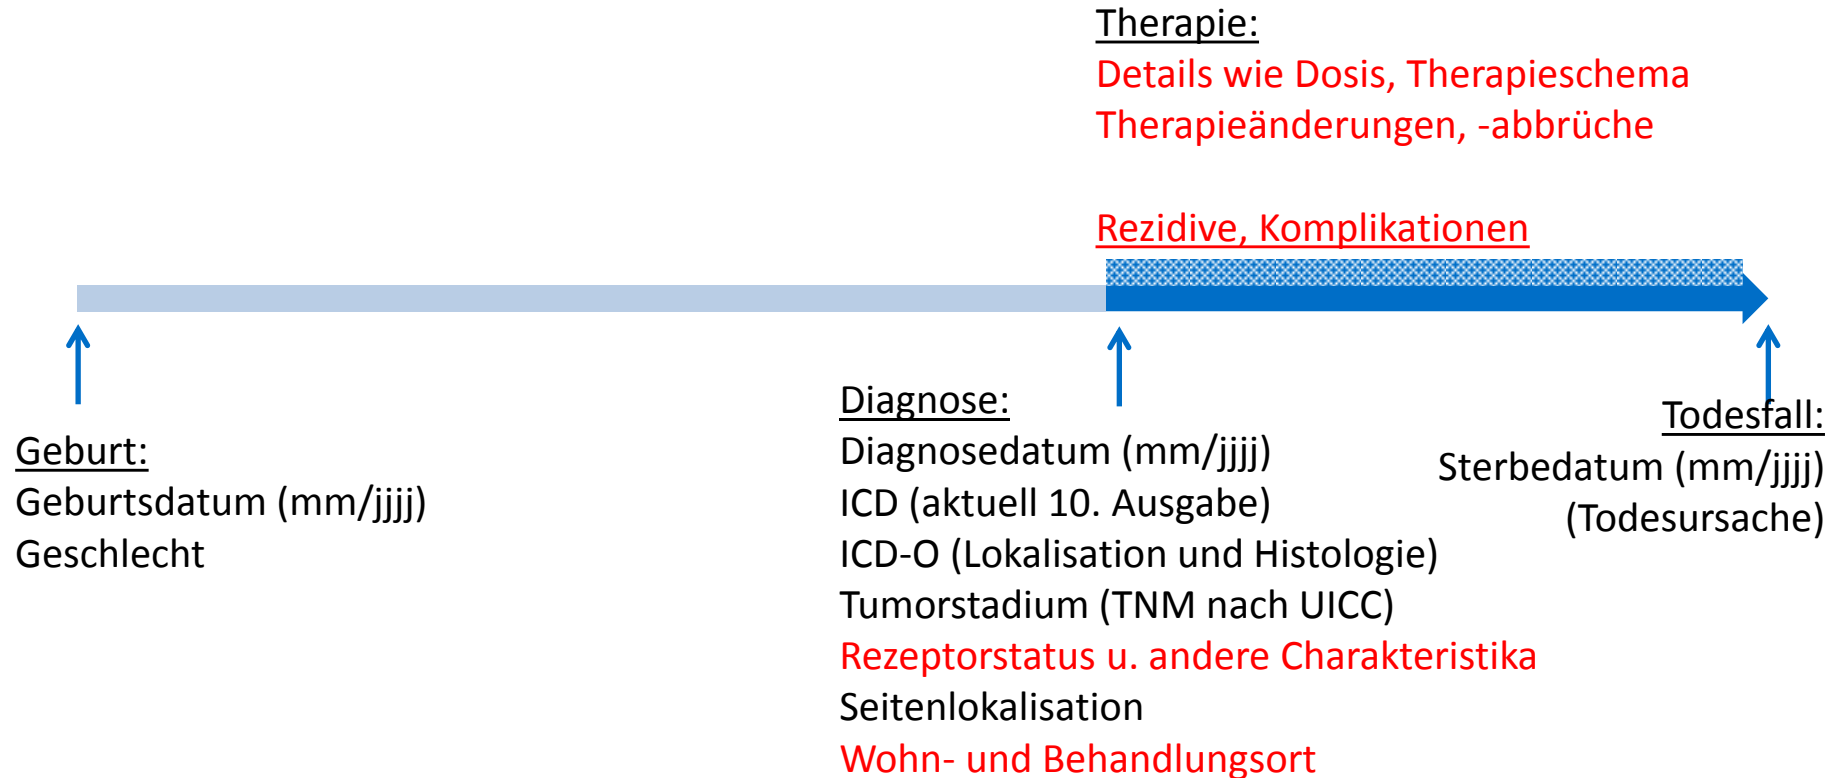 Therapie:
Details wie Dosis, Therapieschema
Therapieänderungen, -abbrüche
Rezidive, Komplikationen
Geburt:
Geburtsdatum (mm/jjjj)
Geschlecht
Diagnose:
Diagnosedatum (mm/jjjj)
ICD (aktuell 10. Ausgabe)
ICD-O (Lokalisation und Histologie)
Tumorstadium (TNM nach UICC)
Rezeptorstatus u. andere Charakteristika
Seitenlokalisation
Wohn- und Behandlungsort
Todesfall:
Sterbedatum (mm/jjjj)
(Todesursache)